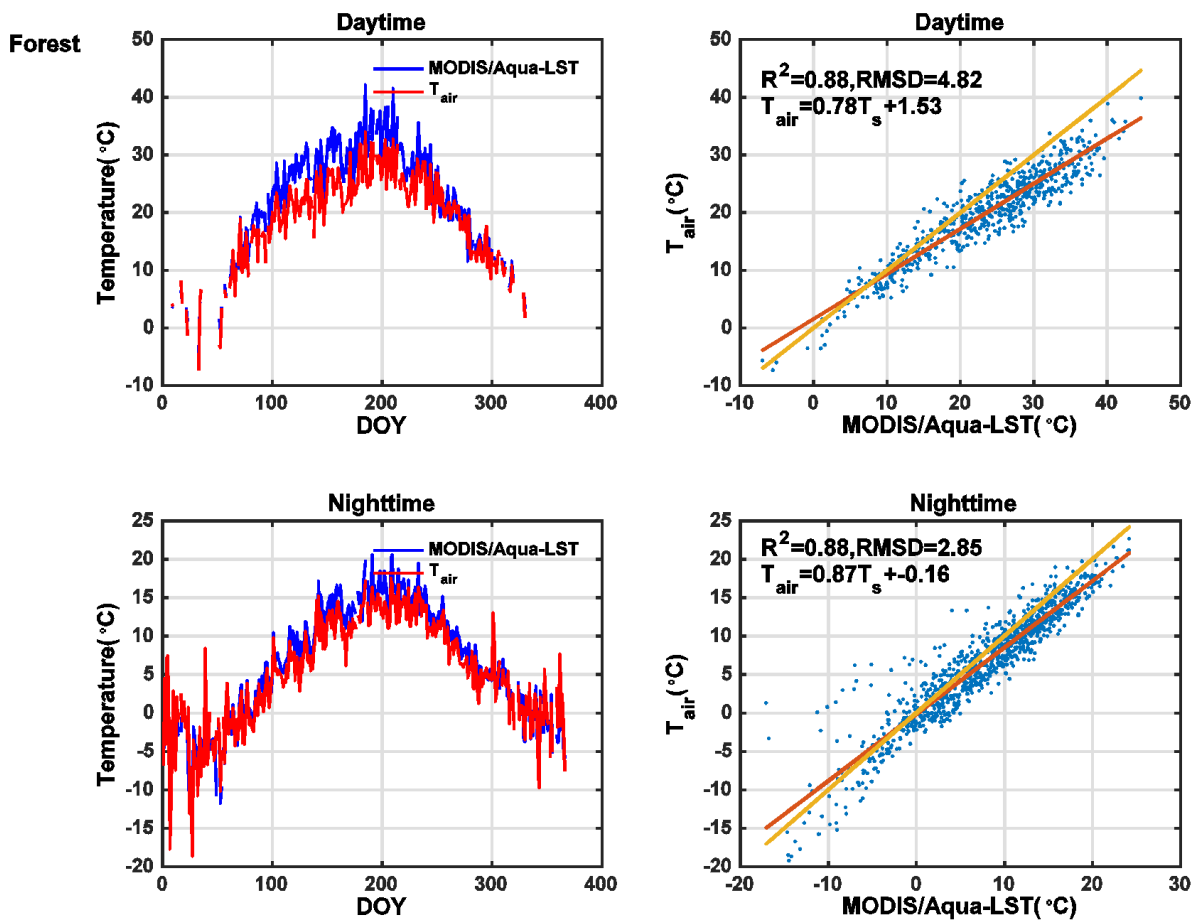 Forest
Daytime
50
40
30
20
10
0
-10
Temperature(°C)
MODIS/Aqua-LST
T_air
0
100
200
300
400
DOY
Daytime
50
40
30
20
10
0
-10
T_air(°C)
R^2=0.88,RMSD=4.82
T_air=0.78T_s+1.53
-10
0
10
20
30
40
50
MODIS/Aqua-LST(°C)
Nighttime
25
20
15
10
5
0
-5
-10
-15
-20
Temperature(°C)
MODIS/Aqua-LST
T_air
0
100
200
300
400
DOY
Nighttime
25
20
15
10
5
0
-5
-10
-15
-20
T_air(°C)
R^2=0.88,RMSD=2.85
T_air=0.87T_s+-0.16
-20
-10
0
10
20
30
MODIS/Aqua-LST(°C)